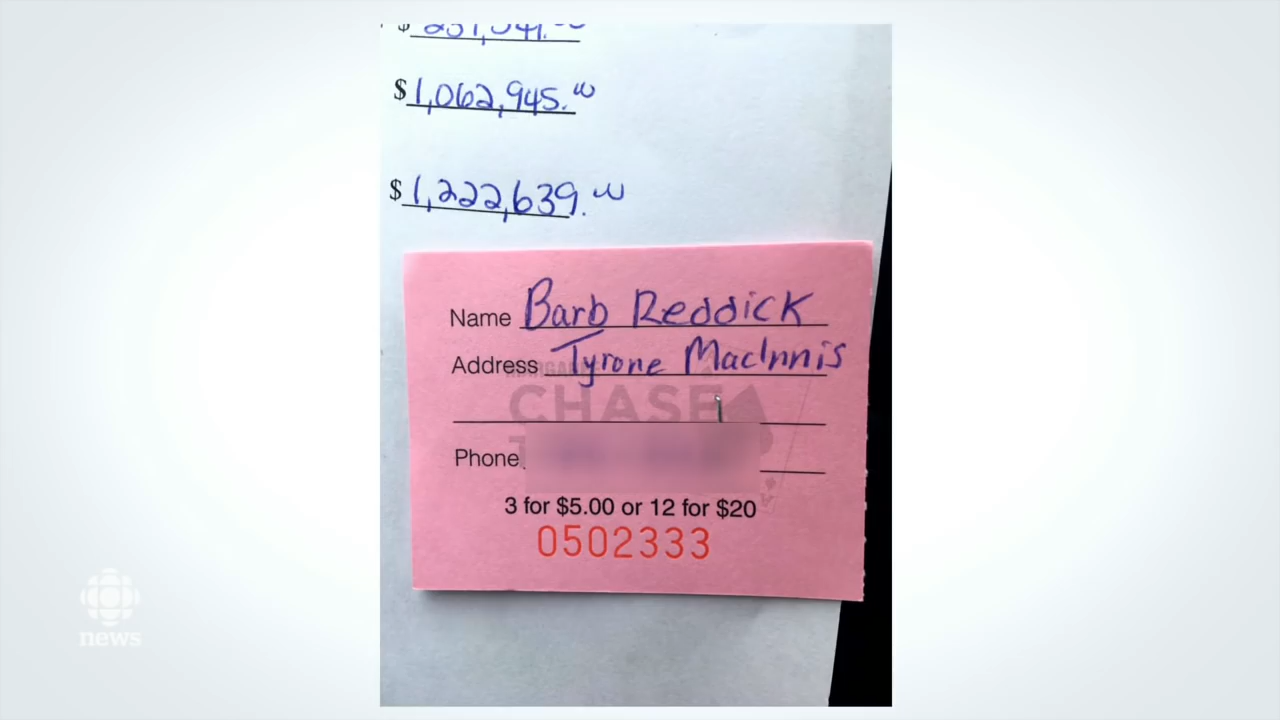 $1,062,945.00
$1,222,639.00
Name Barb Reddick
Address Tyrone MacInnis
CHASE
Phone
3 for $5.00 or 12 for $20
0502333
news